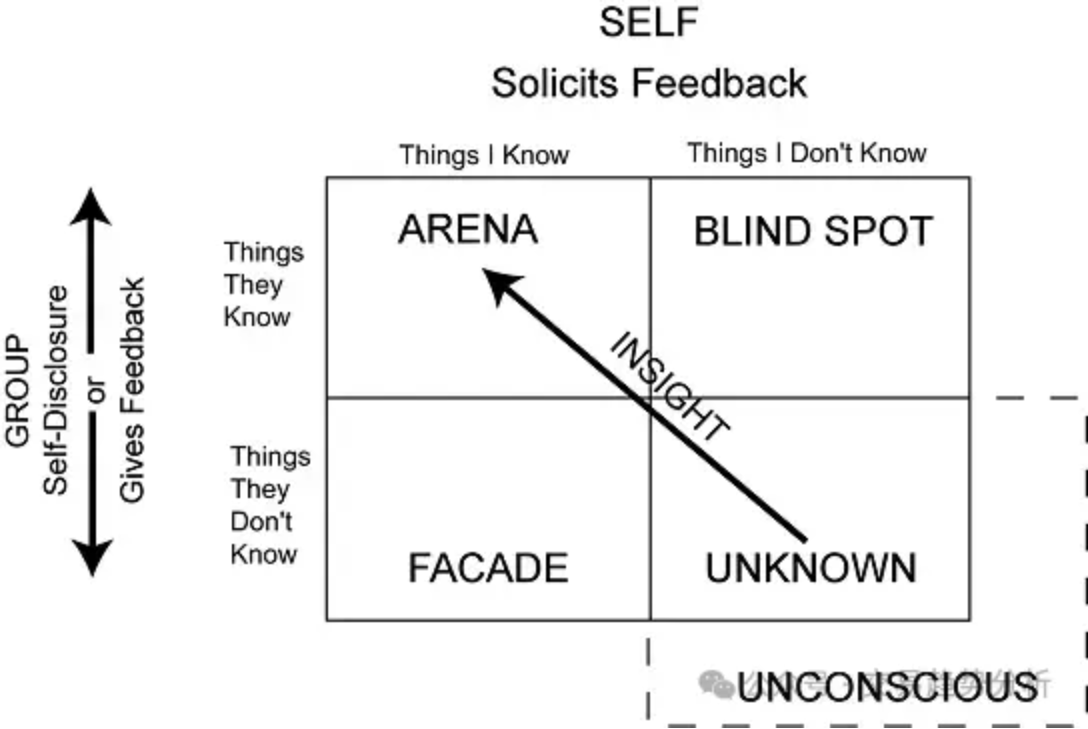 SELF
Solicits Feedback
Things I Know
Things I Don't Know
ARENA
BLIND SPOT
Things
They
Know
GROUP
Self-Disclosure
or
Gives Feedback
INSIGHT
Things
They
Don't
Know
FACADE
UNKNOWN
UNCONSCIOUS